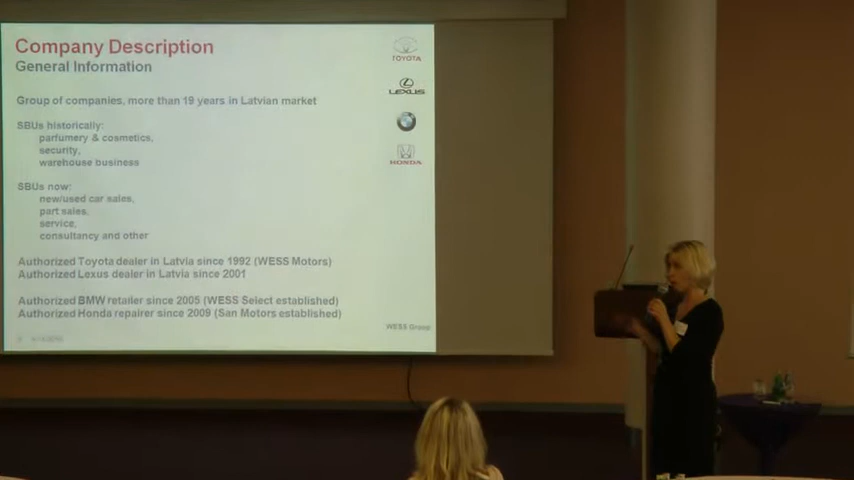 Company Description
General Information
TOYOTA
LEXUS
HONDA
Group of companies, more than 19 years in Latvian market
SBUs historically:
parfumery & cosmetics,
security,
warehouse business
SBUs now:
new/used car sales,
part sales,
service,
consultancy and other
Authorized Toyota dealer in Latvia since 1992 (WESS Motors)
Authorized Lexus dealer in Latvia since 2001
Authorized BMW retailer since 2005 (WESS Select established)
Authorized Honda repairer since 2009 (San Motors established)
WESS Group